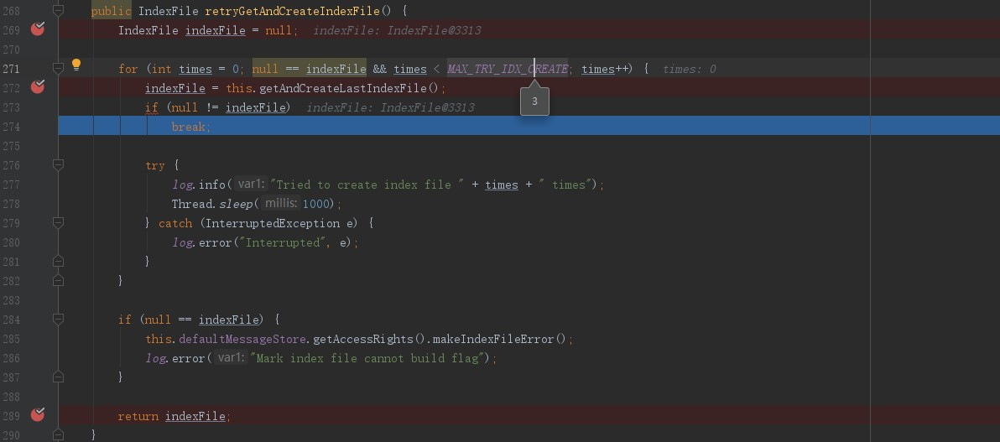 268 public IndexFile retryGetAndCreateIndexFile() {
269 IndexFile indexFile = null; indexFile: IndexFile@3313
270
271 for (int times = 0; null == indexFile && times < MAX_TRY_IDX_CREATE; times++) { times: 0
272 indexFile = this.getAndCreateLastIndexFile();
3
273 if (null != indexFile) indexFile: IndexFile@3313
274 break;
275
276 try {
277 log.info( var1: "Tried to create index file " + times + " times");
278 Thread.sleep( millis: 1000);
279 } catch (InterruptedException e) {
280 log.error("Interrupted", e);
281 }
282 }
283
284 if (null == indexFile) {
285 this.defaultMessageStore.getAccessRights().makeIndexFileError();
286 log.error( var1: "Mark index file cannot build flag");
287 }
288
289 return indexFile;
290 }